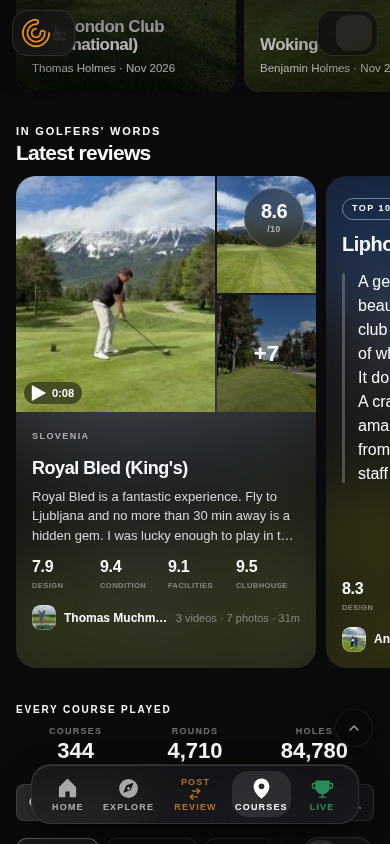 ondon Club
national)
Thomas Holmes · Nov 2026
Woking
Benjamin Holmes · Nov 2
IN GOLFERS' WORDS
Latest reviews
8.6
/10
+7
0:08
SLOVENIA
Royal Bled (King's)
Royal Bled is a fantastic experience. Fly to
Ljubljana and no more than 30 min away is a
hidden gem. I was lucky enough to play in t…
7.9 9.4 9.1 9.5
DESIGN CONDITION FACILITIES CLUBHOUSE
Thomas Muchm… 3 videos · 7 photos · 31m
TOP 10
Lipho
A ge
beau
club
of wh
It do
A cra
ama
from
staff
8.3
DESIGN
An
EVERY COURSE PLAYED
COURSES ROUNDS HOLES
344 4,710 84,780
HOME
EXPLORE
POST
REVIEW
COURSES
LIVE